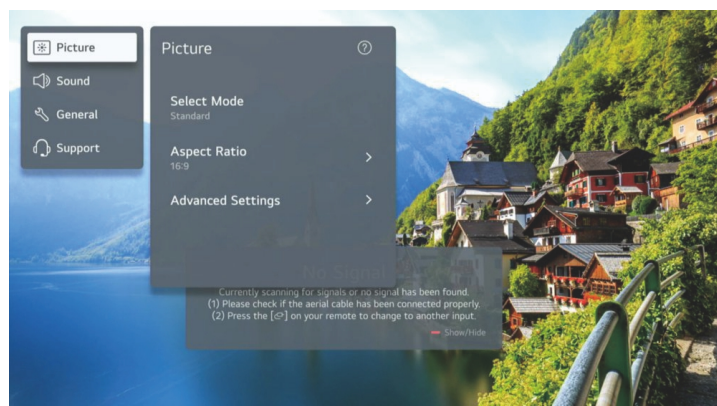 Picture
Sound
General
Support
Picture
Select Mode
Standard
Aspect Ratio
16:9
Advanced Settings
No Signal
Currently scanning for signals or no signal has been found.
(1) Please check if the aerial cable has been connected properly.
(2) Press the [] on your remote to change to another input.
Show/Hide